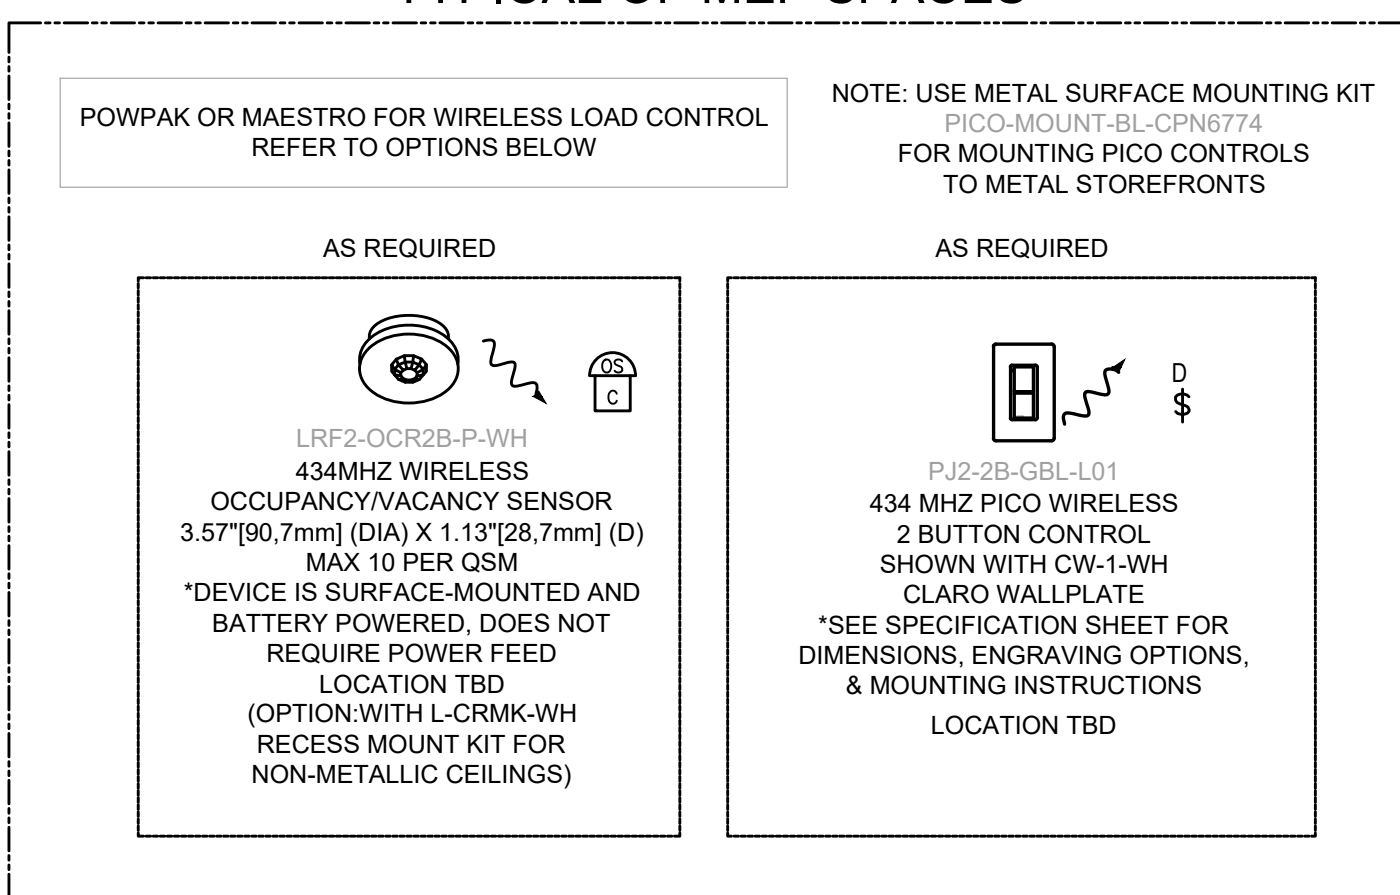 TYPICAL OF MEP SPACES
POWPAK OR MAESTRO FOR WIRELESS LOAD CONTROL
REFER TO OPTIONS BELOW
NOTE: USE METAL SURFACE MOUNTING KIT
PICO-MOUNT-BL-CPN6774
FOR MOUNTING PICO CONTROLS
TO METAL STOREFRONTS
AS REQUIRED
OS
C
LRF2-OCR2B-P-WH
434MHZ WIRELESS
OCCUPANCY/VACANCY SENSOR
3.57"[90,7mm] (DIA) X 1.13"[28,7mm] (D)
MAX 10 PER QSM
*DEVICE IS SURFACE-MOUNTED AND
BATTERY POWERED, DOES NOT
REQUIRE POWER FEED
LOCATION TBD
(OPTION:WITH L-CRMK-WH
RECESS MOUNT KIT FOR
NON-METALLIC CEILINGS)
AS REQUIRED
D
$
PJ2-2B-GBL-L01
434 MHZ PICO WIRELESS
2 BUTTON CONTROL
SHOWN WITH CW-1-WH
CLARO WALLPLATE
*SEE SPECIFICATION SHEET FOR
DIMENSIONS, ENGRAVING OPTIONS,
& MOUNTING INSTRUCTIONS
LOCATION TBD